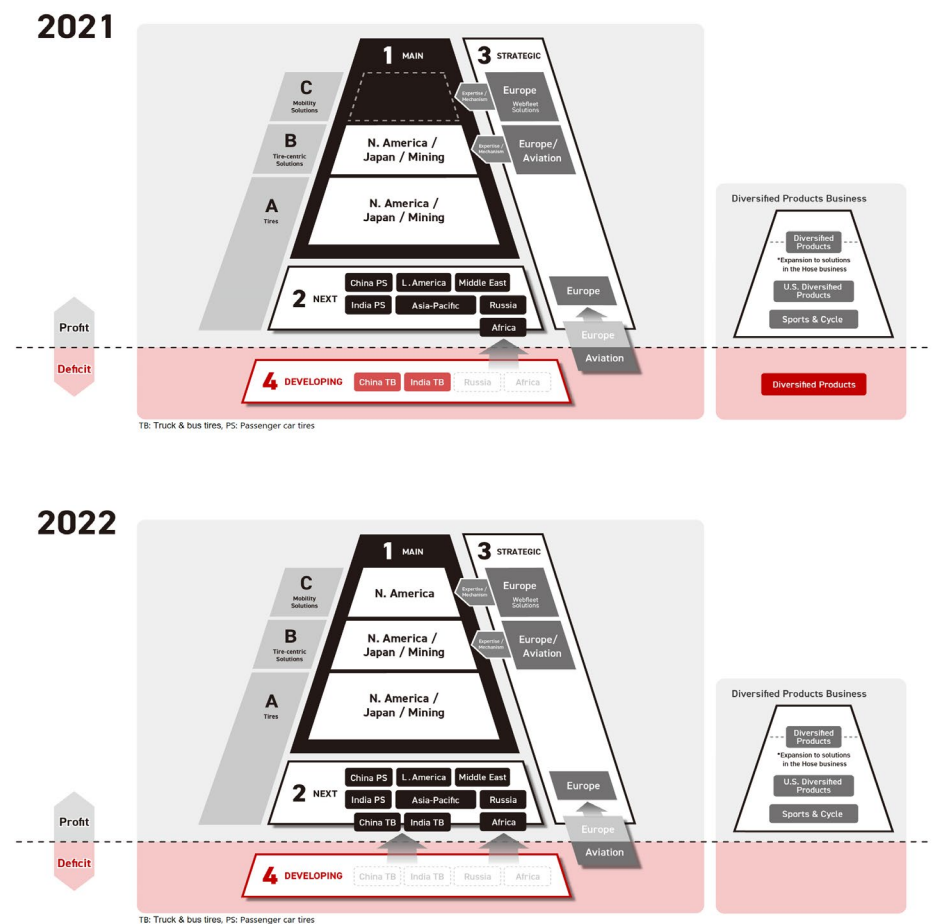 2021
1 MAIN
3 STRATEGIC
C
Mobility
Solutions
Expertise /
Mechanism
Europe
Webfleet
Solutions
B
Tire-centric
Solutions
N. America /
Japan / Mining
Expertise /
Mechanism
Europe/
Aviation
A
Tires
N. America /
Japan / Mining
Diversified Products Business
Diversified
Products
*Expansion to solutions
in the Hose business
U.S. Diversified
Products
Sports & Cycle
2 NEXT
China PS
L.America
Middle East
India PS
Asia-Pacific
Russia
Africa
Europe
Europe
Aviation
Profit
Deficit
4 DEVELOPING
China TB
India TB
Russia
Africa
Diversified Products
TB: Truck & bus tires, PS: Passenger car tires
2022
1 MAIN
3 STRATEGIC
C
Mobility
Solutions
N. America
Expertise /
Mechanism
Europe
Webfleet
Solutions
B
Tire-centric
Solutions
N. America /
Japan / Mining
Expertise /
Mechanism
Europe/
Aviation
A
Tires
N. America /
Japan / Mining
Diversified Products Business
Diversified
Products
*Expansion to solutions
in the Hose business
U.S. Diversified
Products
Sports & Cycle
2 NEXT
China PS
L.America
Middle East
India PS
Asia-Pacific
Russia
China TB
India TB
Africa
Europe
Europe
Aviation
Profit
Deficit
4 DEVELOPING
China TB
India TB
Russia
Africa
TB: Truck & bus tires, PS: Passenger car tires